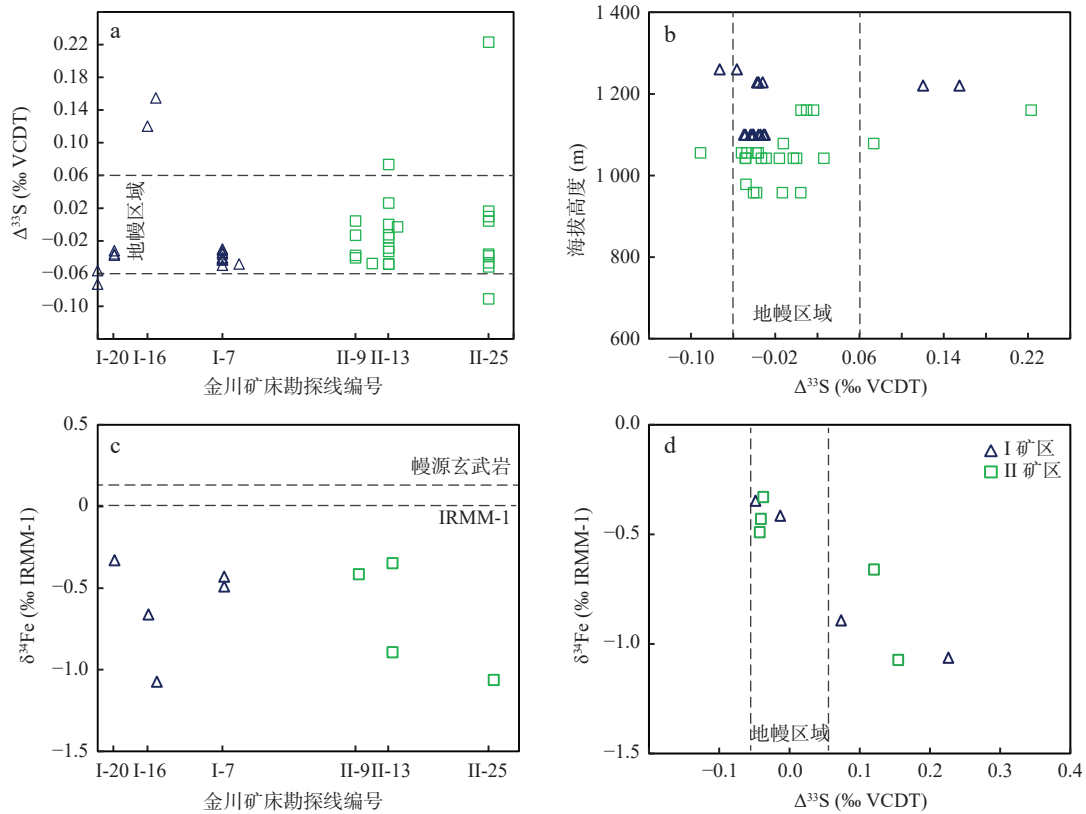 a
0.22
0.18
0.14
0.10
0.06
0.02
−0.02
−0.06
−0.10
Δ³³S (‰ VCDT)
地幔区域
I-20 I-16 I-7 II-9 II-13 II-25
金川矿床勘探线编号
b
1 400
1 200
1 000
800
600
海拔高度 (m)
地幔区域
−0.10 −0.02 0.06 0.14 0.22
Δ³³S (‰ VCDT)
c
0.5
0
−0.5
−1.0
−1.5
δ³⁴Fe (‰ IRMM-1)
幔源玄武岩
IRMM-1
I-20 I-16 I-7 II-9 II-13 II-25
金川矿床勘探线编号
d
I 矿区
II 矿区
0.0
−0.5
−1.0
−1.5
δ³⁴Fe (‰ IRMM-1)
地幔区域
−0.1 0.0 0.1 0.2 0.3 0.4
Δ³³S (‰ VCDT)